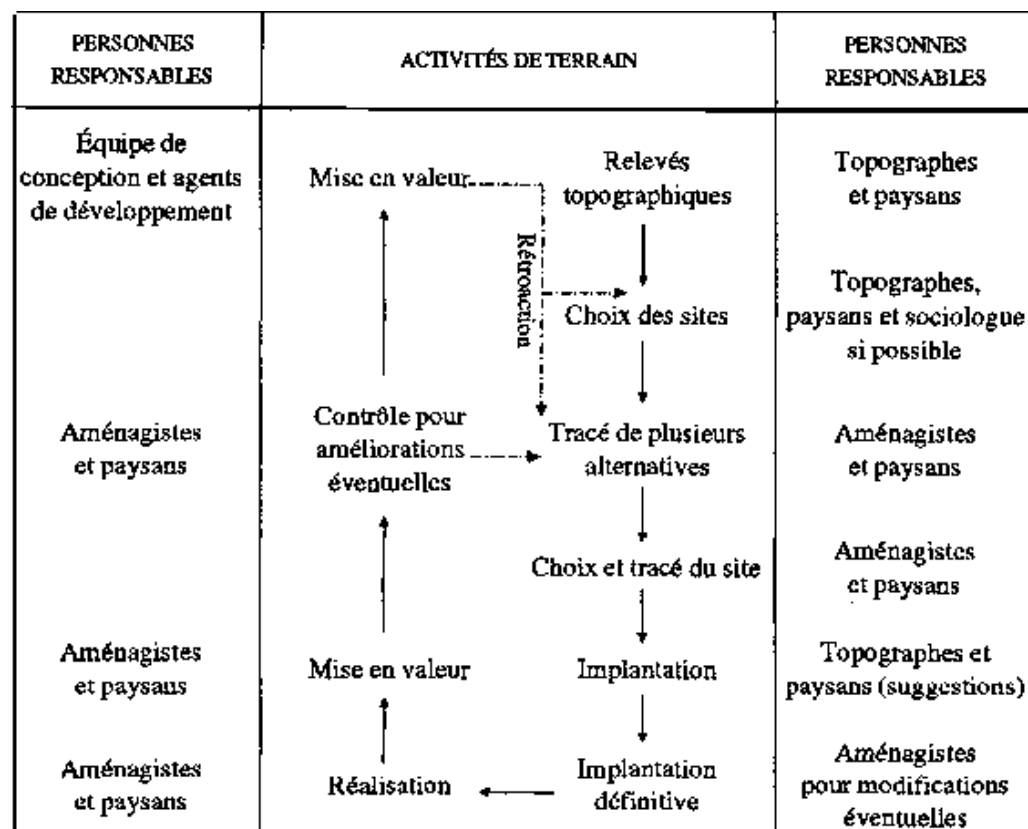 PERSONNES
RESPONSABLES
ACTIVITÉS DE TERRAIN
PERSONNES
RESPONSABLES
Équipe de
conception et agents
de développement
Mise en valeur
Relevés
topographiques
Topographes
et paysans
Rétroaction
Choix des sites
Topographes,
paysans et sociologue
si possible
Aménagistes
et paysans
Contrôle pour
améliorations
éventuelles
Tracé de plusieurs
alternatives
Aménagistes
et paysans
Choix et tracé du site
Aménagistes
et paysans
Aménagistes
et paysans
Mise en valeur
Implantation
Topographes et
paysans (suggestions)
Aménagistes
et paysans
Réalisation
Implantation
définitive
Aménagistes
pour modifications
éventuelles